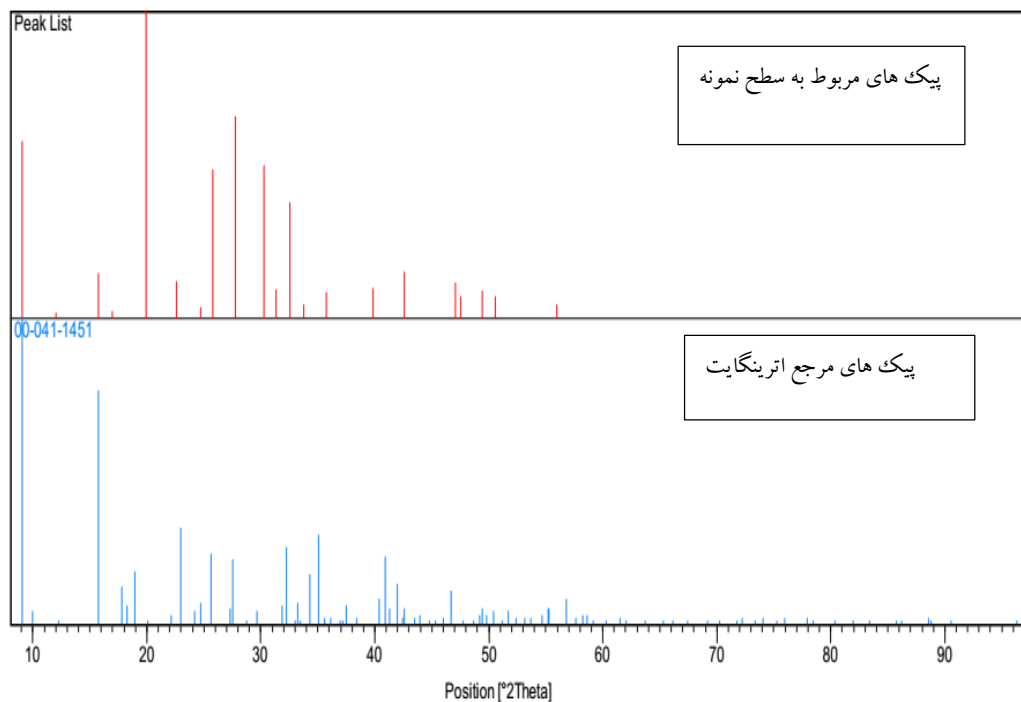 Peak List
پیک های مربوط به سطح نمونه
00-041-1451
پیک های مرجع اترینگایت
10 20 30 40 50 60 70 80 90
Position [°2Theta]